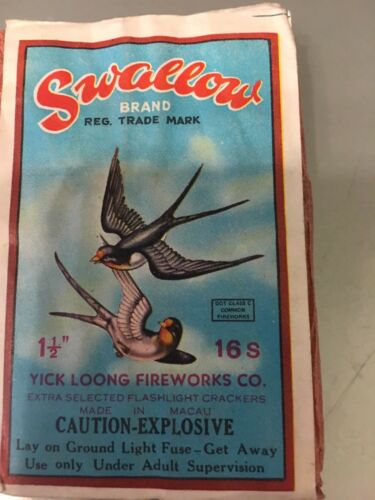 Swallow
BRAND
REG. TRADE MARK
DOT CLASS C
COMMON
FIREWORKS
1½" 16 S
YICK LOONG FIREWORKS CO.
EXTRA SELECTED FLASHLIGHT CRACKERS
MADE IN MACAU
CAUTION-EXPLOSIVE
Lay on Ground Light Fuse-Get Away
Use only Under Adult Supervision